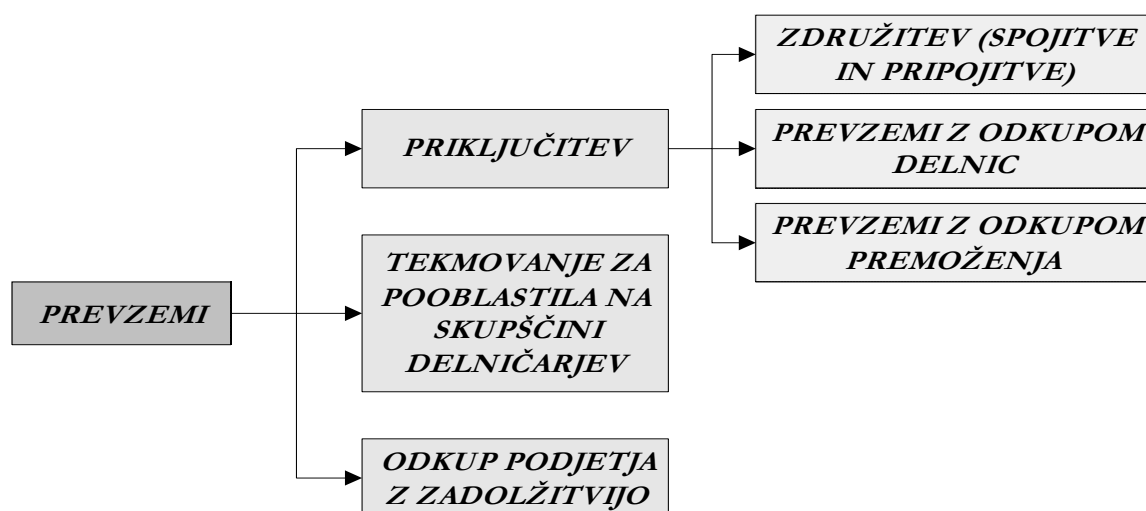 PREVZEMI
PRIKLJUČITEV
TEKMOVANJE ZA
POOBLASTILA NA
SKUPŠČINI
DELNIČARJEV
ODKUP PODJETJA
Z ZADOLŽITVIJO
ZDRUŽITEV (SPOJITVE
IN PRIPOJITVE)
PREVZEMI Z ODKUPOM
DELNIC
PREVZEMI Z ODKUPOM
PREMOŽENJA